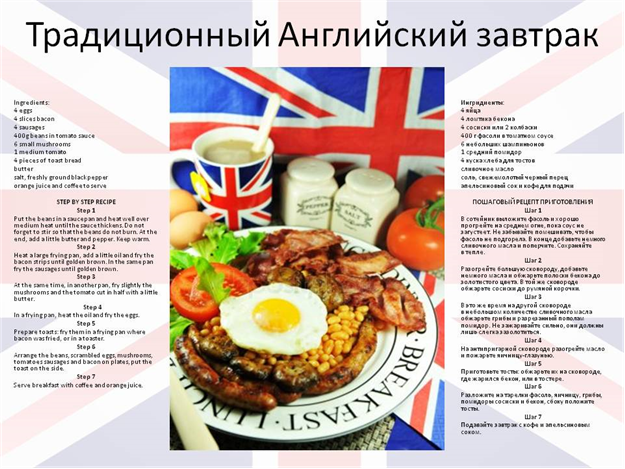 Традиционный Английский завтрак
Ingredients:
4 eggs
4 slices bacon
4 sausages
400g beans in tomato sauce
6 small mushrooms
1 medium tomato
4 pieces of toast bread
butter
salt, freshly ground black pepper
orange juice and coffee to serve
STEP BY STEP RECIPE
Step 1
Put the beans in a saucepan and heat well over
medium heat until the sauce thickens. Do not
forget to stir so that the beans do not burn. At the
end, add a little butter and pepper. Keep warm.
Step 2
Heat a large frying pan, add a little oil and fry the
bacon strips until golden brown. In the same pan
fry the sausages until golden brown.
Step 3
At the same time, in another pan, fry slightly the
mushrooms and the tomato cut in half with a little
butter.
Step 4
In a frying pan, heat the oil and fry the eggs.
Step 5
Prepare toasts: fry them in a frying pan where
bacon was fried, or in a toaster.
Step 6
Arrange the beans, scrambled eggs, mushrooms,
tomatoes sausages and bacon on plates, put the
toast on the side.
Step 7
Serve breakfast with coffee and orange juice.
PEPPER
SALT
BREAKFAST
Ингредиенты:
4 яйца
4 ломтика бекона
4 сосиски или 2 колбаски
400 г фасоли в томатном соусе
6 небольших шампиньонов
1 средний помидор
4 куска хлеба для тостов
сливочное масло
соль, свежемолотый черный перец
апельсиновый сок и кофе для подачи
ПОШАГОВЫЙ РЕЦЕПТ ПРИГОТОВЛЕНИЯ
Шаг 1
В сотейник выложите фасоль и хорошо
прогрейте на среднем огне, пока соус не
загустеет. Не забывайте помешивать, чтобы
фасоль не подгорела. В конце добавьте немного
сливочного масла и поперчите. Сохраняйте
в тепле.
Шаг 2
Разогрейте большую сковороду, добавьте
немного масла и обжарьте полоски бекона до
золотистого цвета. В той же сковороде
обжарьте сосиски до румяной корочки.
Шаг 3
В это же время на другой сковороде
в небольшом количестве сливочного масла
обжарьте грибы и разрезанный пополам
помидор. Не зажаривайте сильно, они должны
лишь слегка золотиться.
Шаг 4
На антипригарной сковороде разогрейте масло
и пожарьте яичницу-глазунью.
Шаг 5
Приготовьте тосты: обжарьте их на сковороде,
где жарился бекон, или в тостере.
Шаг 6
Разложите на тарелки фасоль, яичницу, грибы,
помидоры сосиски и бекон, сбоку положите
тосты.
Шаг 7
Подавайте завтрак с кофе и апельсиновым
соком.